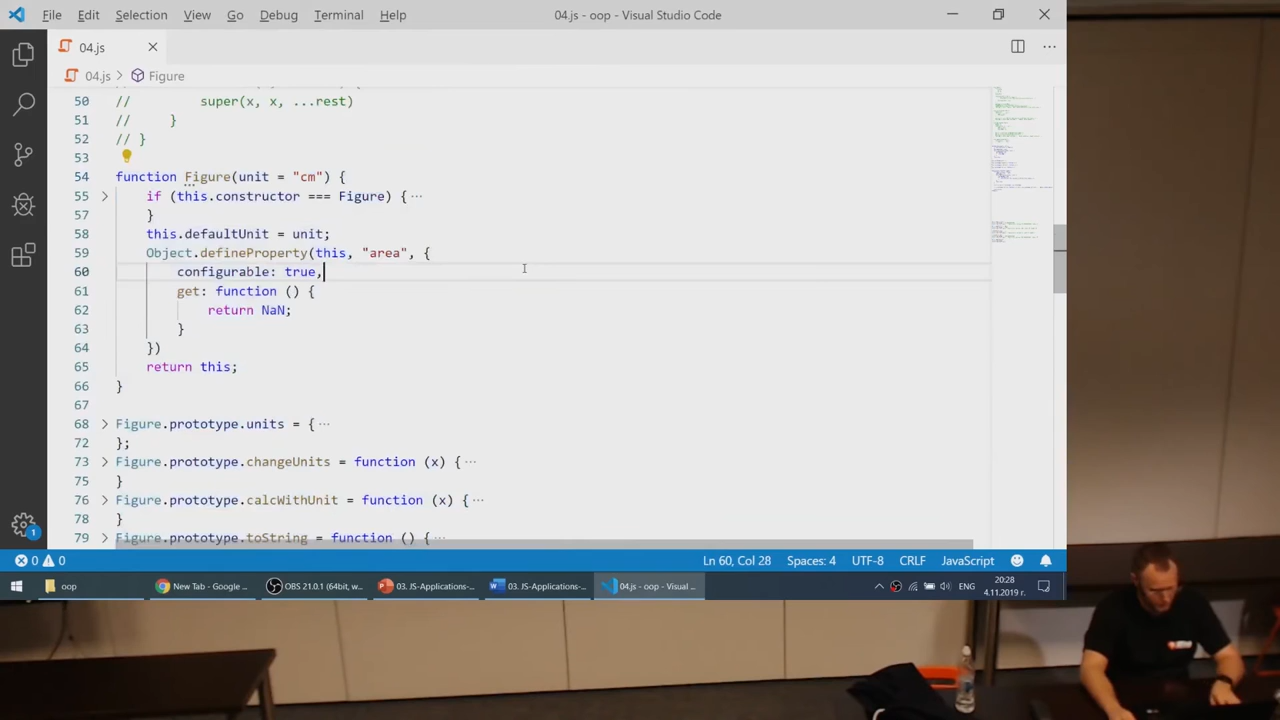 File Edit Selection View Go Debug Terminal Help 04.js - oop - Visual Studio Code
04.js
04.js > Figure
50 // super(x, x, ...rest)
51 // }
52 // }
53
54 function Figure(unit = "cm") {
55 if (this.constructor === Figure) { ...
57 }
58 this.defaultUnit = unit;
59 Object.defineProperty(this, "area", {
60 configurable: true,
61 get: function () {
62 return NaN;
63 }
64 })
65 return this;
66 }
67
68 Figure.prototype.units = { ...
72 };
73 Figure.prototype.changeUnits = function (x) { ...
75 }
76 Figure.prototype.calcWithUnit = function (x) { ...
78 }
79 Figure.prototype.toString = function () { ...
1
0 0 Ln 60, Col 28 Spaces: 4 UTF-8 CRLF JavaScript
oop New Tab - Google ... OBS 21.0.1 (64bit, w... 03. JS-Applications-... 03. JS-Applications-... 04.js - oop - Visual ... ЕНГ 20:28
4.11.2019 г.